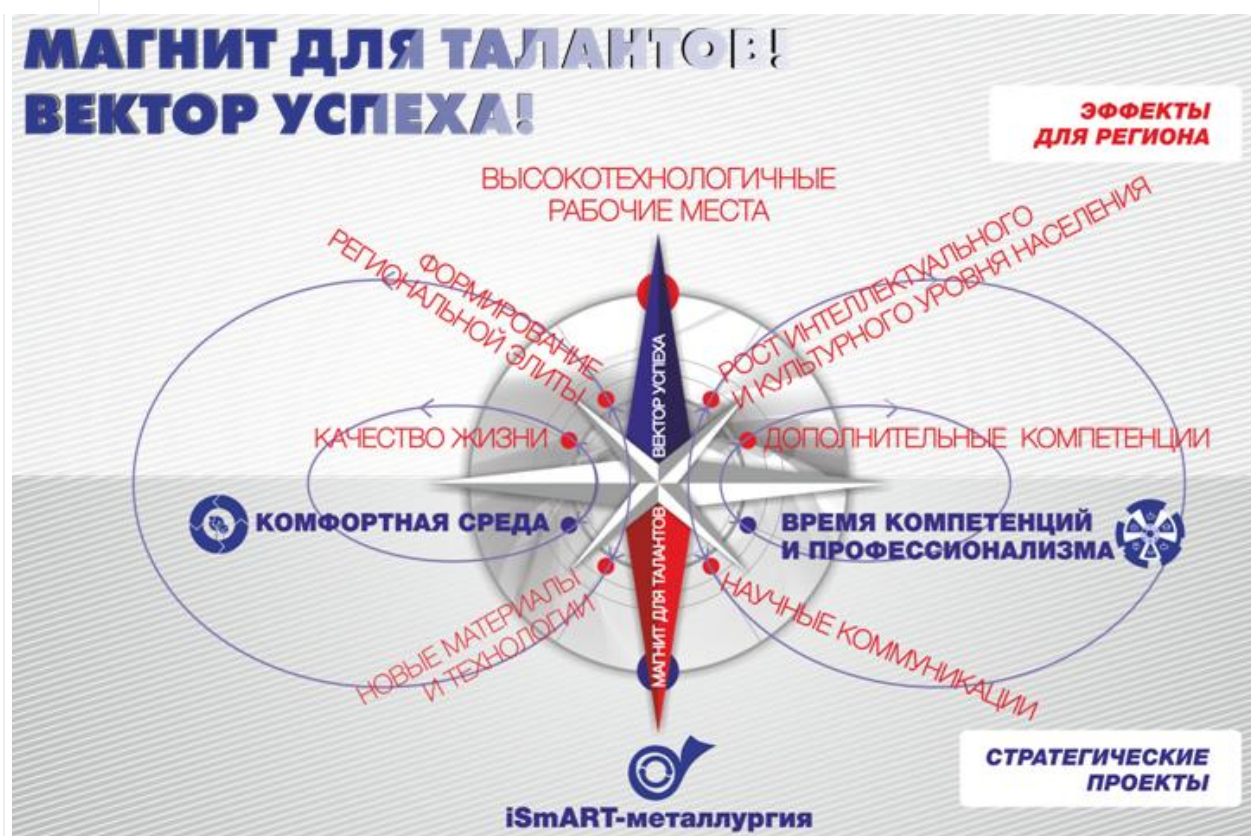 МАГНИТ ДЛЯ ТАЛАНТОВ!
ВЕКТОР УСПЕХА!
ЭФФЕКТЫ
ДЛЯ РЕГИОНА
ВЫСОКОТЕХНОЛОГИЧНЫЕ
РАБОЧИЕ МЕСТА
ФОРМИРОВАНИЕ
РЕГИОНАЛЬНОЙ ЭЛИТЫ
РОСТ ИНТЕЛЛЕКТУАЛЬНОГО
И КУЛЬТУРНОГО УРОВНЯ НАСЕЛЕНИЯ
ВЕКТОР УСПЕХА
КАЧЕСТВО ЖИЗНИ
ДОПОЛНИТЕЛЬНЫЕ КОМПЕТЕНЦИИ
КОМФОРТНАЯ СРЕДА
ВРЕМЯ КОМПЕТЕНЦИЙ
И ПРОФЕССИОНАЛИЗМА
МАГНИТ ДЛЯ ТАЛАНТОВ
НОВЫЕ МАТЕРИАЛЫ
И ТЕХНОЛОГИИ
НАУЧНЫЕ КОММУНИКАЦИИ
СТРАТЕГИЧЕСКИЕ
ПРОЕКТЫ
iSmART-металлургия